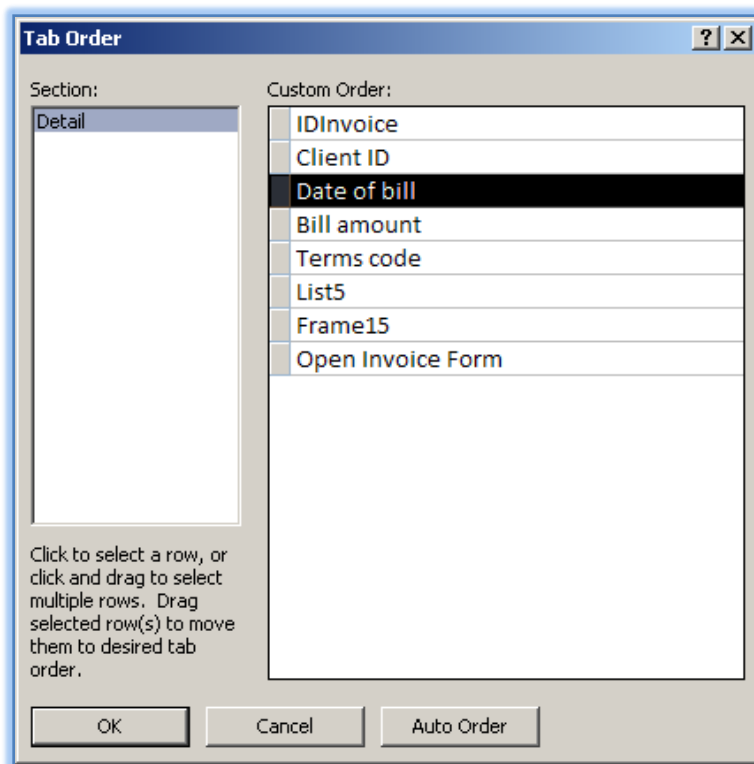 Tab Order
Section:
Detail
Custom Order:
IDInvoice
Client ID
Date of bill
Bill amount
Terms code
List5
Frame15
Open Invoice Form
Click to select a row, or
click and drag to select
multiple rows. Drag
selected row(s) to move
them to desired tab
order.
OK
Cancel
Auto Order